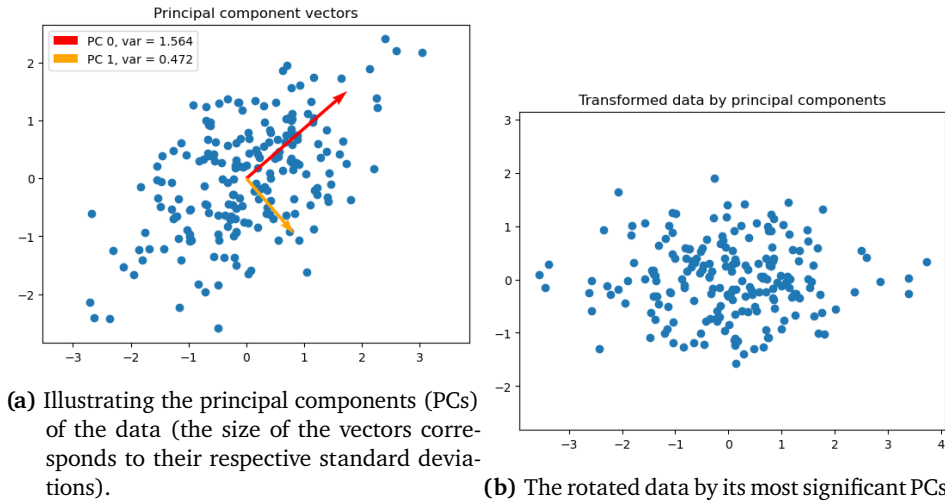 Principal component vectors
PC 0, var = 1.564
PC 1, var = 0.472
2
1
0
−1
−2
−3
−2
−1
0
1
2
3
(a) Illustrating the principal components (PCs)
of the data (the size of the vectors corre-
sponds to their respective standard devia-
tions).
Transformed data by principal components
3
2
1
0
−1
−2
−3
−2
−1
0
1
2
3
4
(b) The rotated data by its most significant PCs